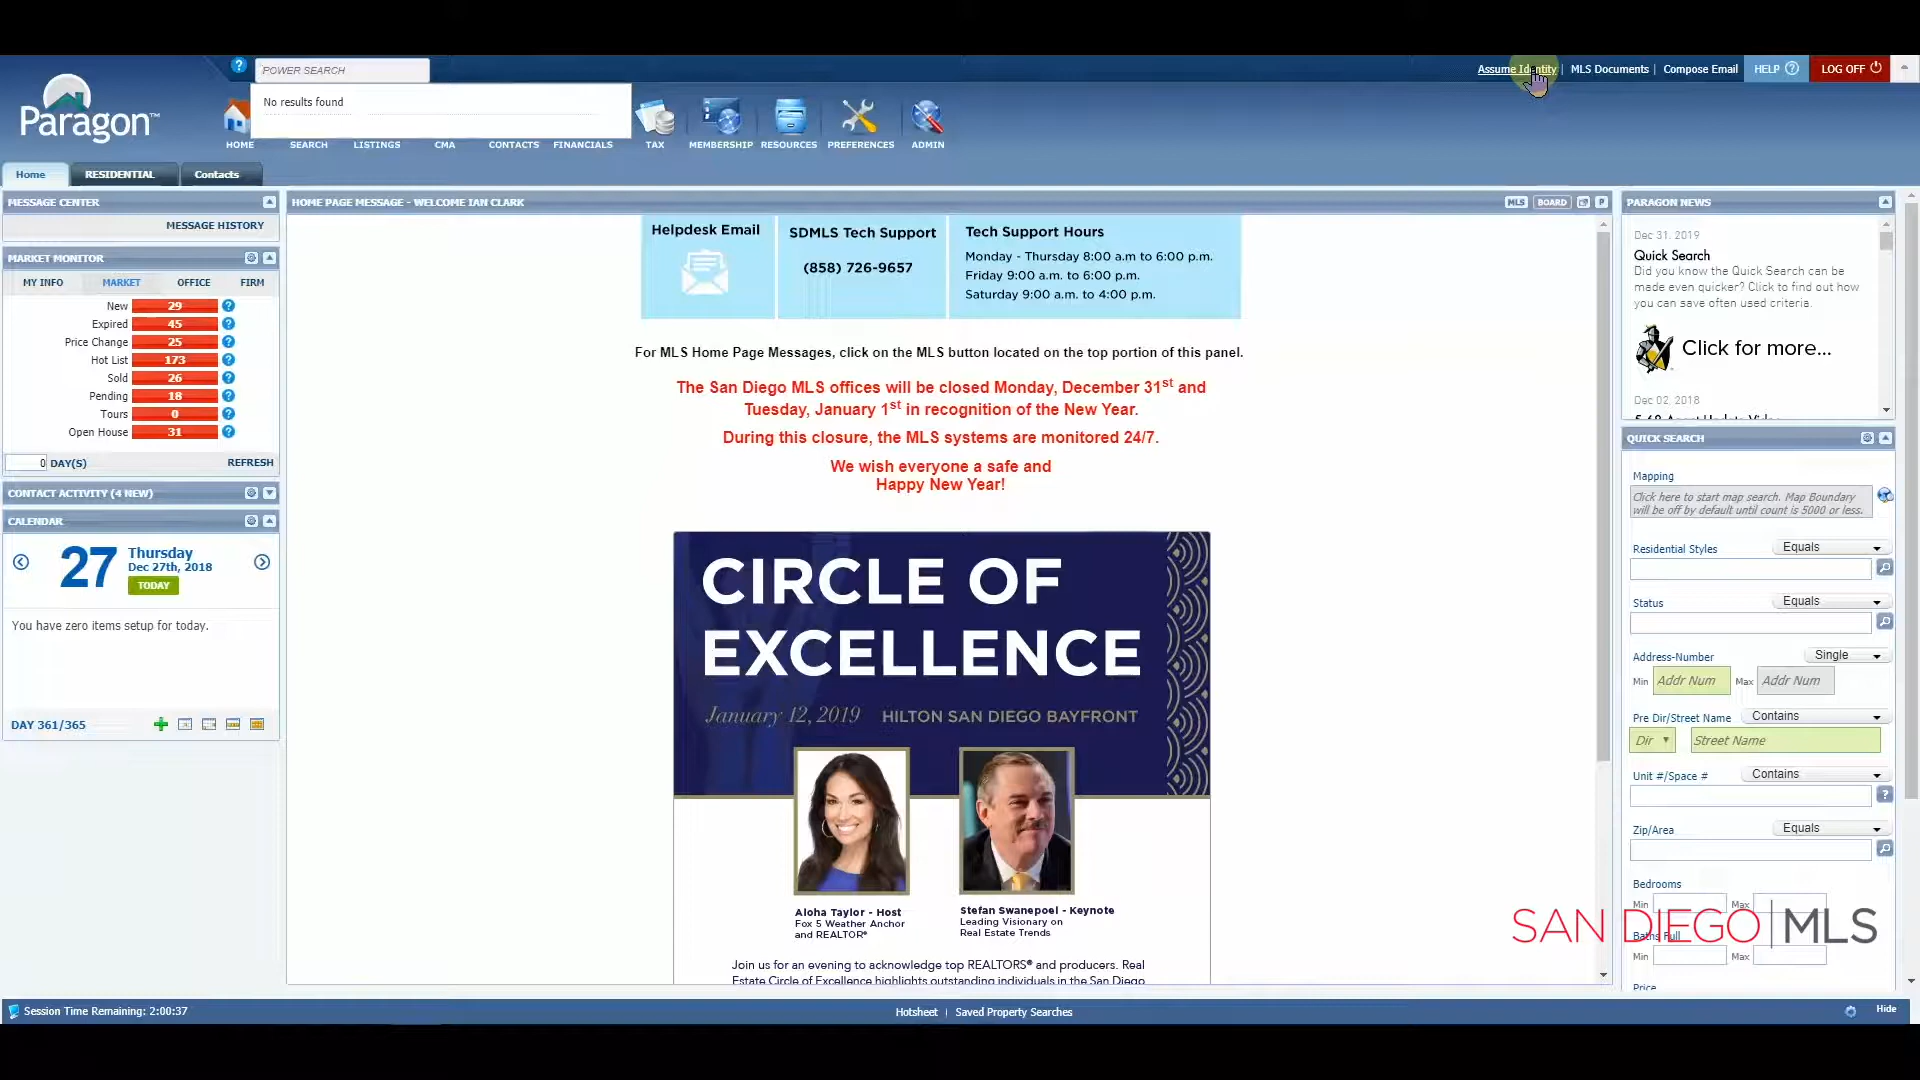 Paragon™
POWER SEARCH
No results found
Assume Identity | MLS Documents | Compose Email HELP LOG OFF
HOME SEARCH LISTINGS CMA CONTACTS FINANCIALS TAX MEMBERSHIP RESOURCES PREFERENCES ADMIN
Home RESIDENTIAL Contacts
MESSAGE CENTER
MESSAGE HISTORY
MARKET MONITOR
MY INFO MARKET OFFICE FIRM
New 29
Expired 45
Price Change 25
Hot List 173
Sold 26
Pending 18
Tours 0
Open House 31
0 DAY(S) REFRESH
CONTACT ACTIVITY (4 NEW)
CALENDAR
27 Thursday
Dec 27th, 2018
TODAY
You have zero items setup for today.
DAY 361/365
HOME PAGE MESSAGE - WELCOME IAN CLARK
MLS BOARD P
Helpdesk Email
SDMLS Tech Support
(858) 726-9657
Tech Support Hours
Monday - Thursday 8:00 a.m to 6:00 p.m.
Friday 9:00 a.m. to 6:00 p.m.
Saturday 9:00 a.m. to 4:00 p.m.
For MLS Home Page Messages, click on the MLS button located on the top portion of this panel.
The San Diego MLS offices will be closed Monday, December 31st and
Tuesday, January 1st in recognition of the New Year.
During this closure, the MLS systems are monitored 24/7.
We wish everyone a safe and
Happy New Year!
CIRCLE OF
EXCELLENCE
January 12, 2019 HILTON SAN DIEGO BAYFRONT
Aloha Taylor - Host
Fox 5 Weather Anchor
and REALTOR®
Stefan Swanepoel - Keynote
Leading Visionary on
Real Estate Trends
Join us for an evening to acknowledge top REALTORS® and producers. Real
Estate Circle of Excellence highlights outstanding individuals in the San Diego
PARAGON NEWS
Dec 31. 2019
Quick Search
Did you know the Quick Search can be
made even quicker? Click to find out how
you can save often used criteria.
Click for more...
Dec 02. 2018
QUICK SEARCH
Mapping
Click here to start map search. Map Boundary
will be off by default until count is 5000 or less.
Residential Styles Equals
Status Equals
Address-Number Single
Min Addr Num Max Addr Num
Pre Dir/Street Name Contains
Dir Street Name
Unit #/Space # Contains
Zip/Area Equals
Bedrooms
Min Max
Baths Full
Min Max
Price
SAN DIEGO|MLS
Session Time Remaining: 2:00:37
Hotsheet | Saved Property Searches
Hide